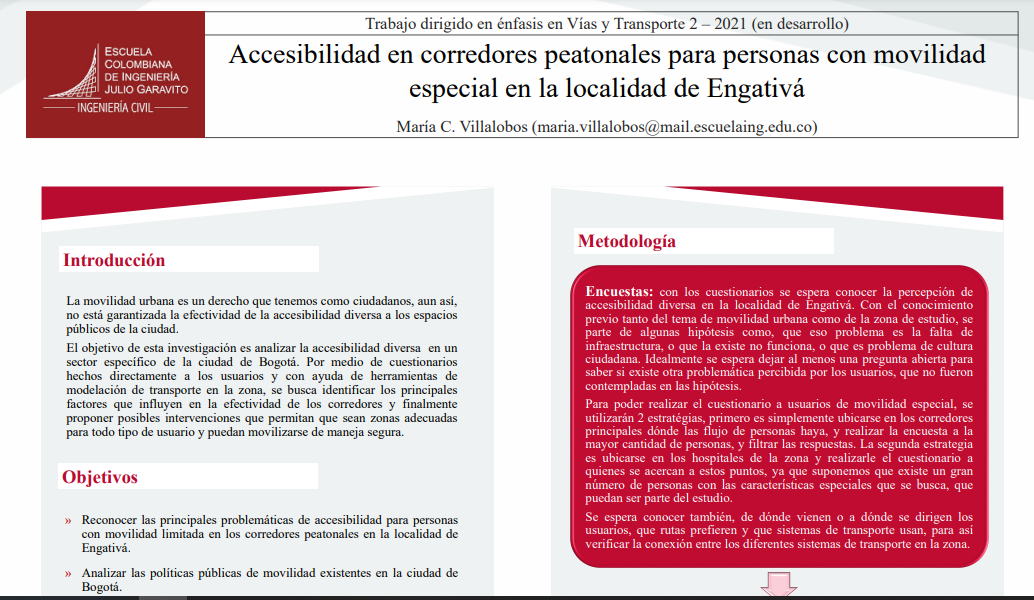 Trabajo dirigido en énfasis en Vías y Transporte 2 – 2021 (en desarrollo)
ESCUELA
COLOMBIANA
DE INGENIERÍA
JULIO GARAVITO
INGENIERÍA CIVIL
Accesibilidad en corredores peatonales para personas con movilidad
especial en la localidad de Engativá
María C. Villalobos (maria.villalobos@mail.escuelaing.edu.co)
Introducción
La movilidad urbana es un derecho que tenemos como ciudadanos, aun así,
no está garantizada la efectividad de la accesibilidad diversa a los espacios
públicos de la ciudad.
El objetivo de esta investigación es analizar la accesibilidad diversa en un
sector específico de la ciudad de Bogotá. Por medio de cuestionarios
hechos directamente a los usuarios y con ayuda de herramientas de
modelación de transporte en la zona, se busca identificar los principales
factores que influyen en la efectividad de los corredores y finalmente
proponer posibles intervenciones que permitan que sean zonas adecuadas
para todo tipo de usuario y puedan movilizarse de maneja segura.
Objetivos
» Reconocer las principales problemáticas de accesibilidad para personas
con movilidad limitada en los corredores peatonales en la localidad de
Engativá.
» Analizar las políticas públicas de movilidad existentes en la ciudad de
Bogotá.
Metodología
Encuestas: con los cuestionarios se espera conocer la percepción de
accesibilidad diversa en la localidad de Engativá. Con el conocimiento
previo tanto del tema de movilidad urbana como de la zona de estudio, se
parte de algunas hipótesis como, que eso problema es la falta de
infraestructura, o que la existe no funciona, o que es problema de cultura
ciudadana. Idealmente se espera dejar al menos una pregunta abierta para
saber si existe otra problemática percibida por los usuarios, que no fueron
contempladas en las hipótesis.
Para poder realizar el cuestionario a usuarios de movilidad especial, se
utilizarán 2 estratégias, primero es simplemente ubicarse en los corredores
principales dónde las flujo de personas haya, y realizar la encuesta a la
mayor cantidad de personas, y filtrar las respuestas. La segunda estrategia
es ubicarse en los hospitales de la zona y realizarle el cuestionario a
quienes se acercan a estos puntos, ya que suponemos que existe un gran
número de personas con las características especiales que se busca, que
puedan ser parte del estudio.
Se espera conocer también, de dónde vienen o a dónde se dirigen los
usuarios, que rutas prefieren y que sistemas de transporte usan, para así
verificar la conexión entre los diferentes sistemas de transporte en la zona.